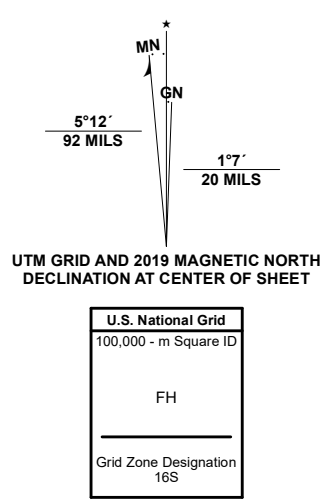 ★
MN
GN
5°12´
92 MILS
1°7´
20 MILS
UTM GRID AND 2019 MAGNETIC NORTH
DECLINATION AT CENTER OF SHEET
U.S. National Grid
100,000 - m Square ID
FH
Grid Zone Designation
16S